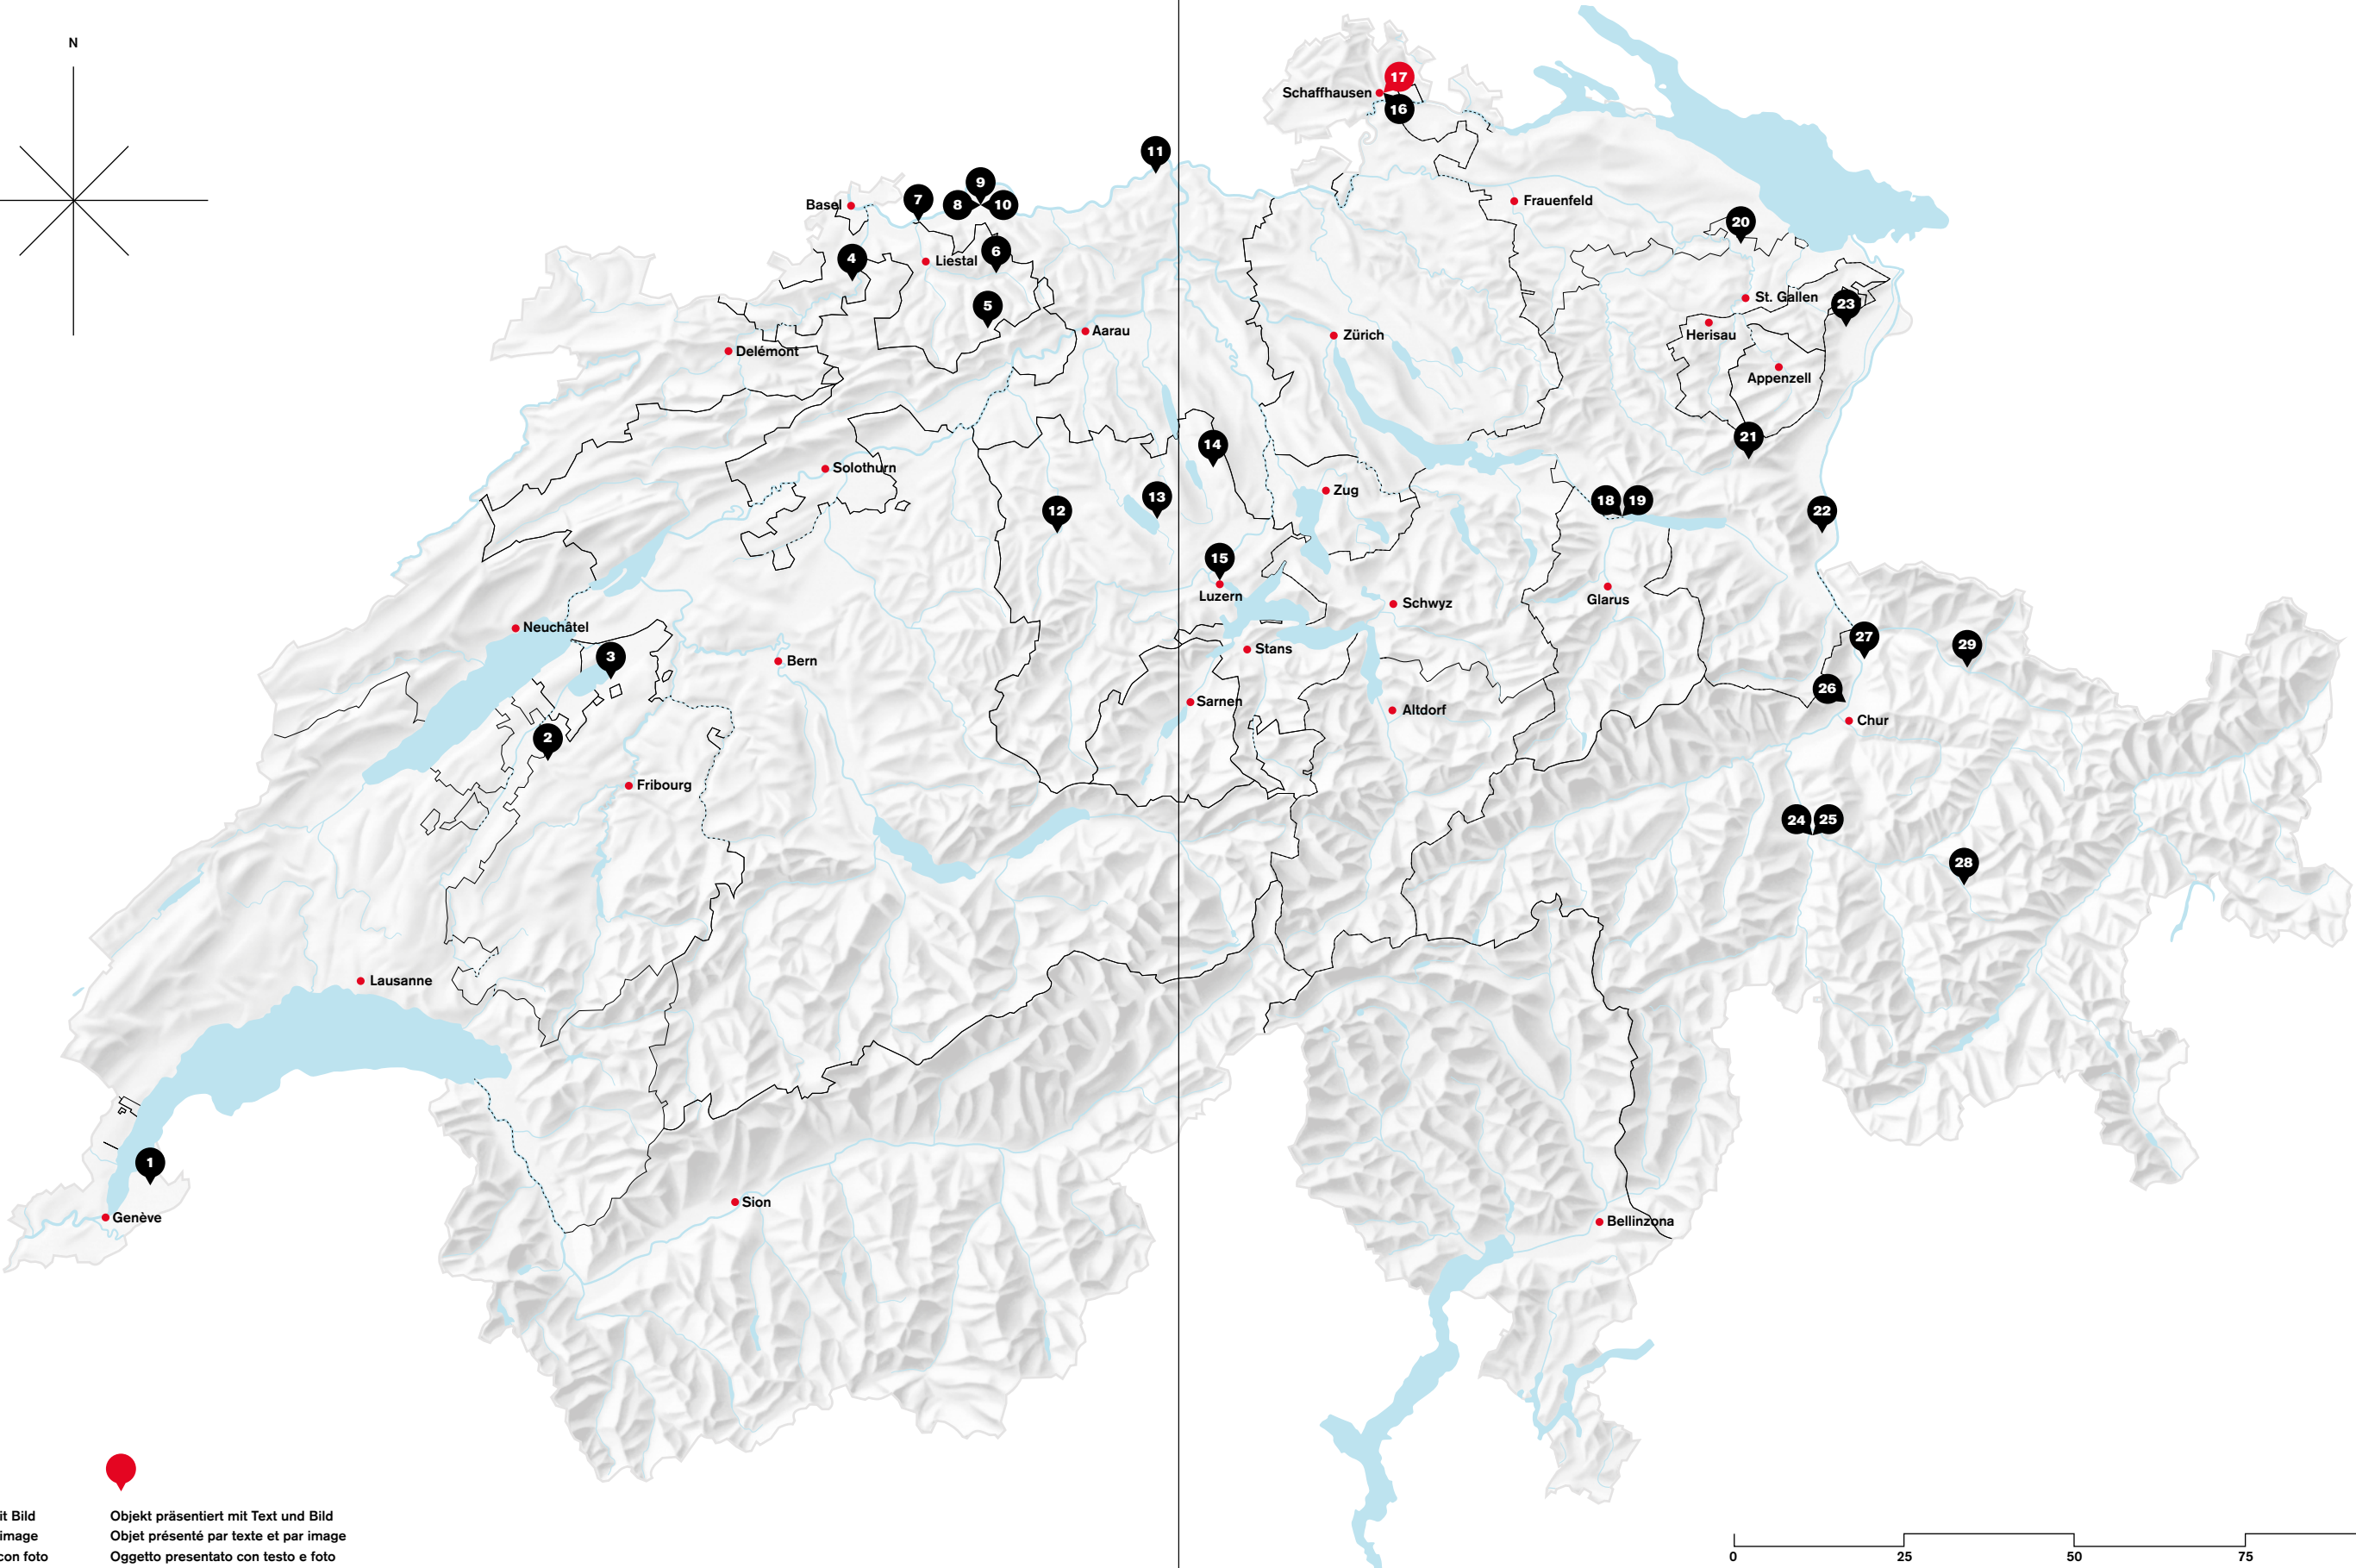 N
17
Schaffhausen
16
11
9
7
8
10
Basel
Frauenfeld
20
6
4
Liestal
St. Gallen
23
5
Aarau
Zürich
Herisau
Delémont
Appenzell
21
14
Solothurn
Zug
13
18
19
12
22
15
Luzern
Glarus
Schwyz
Neuchâtel
27
29
Stans
3
Bern
26
Sarnen
Altdorf
Chur
2
Fribourg
24
25
28
Lausanne
1
Sion
Genève
Bellinzona
it Bild
image
con foto
Objekt präsentiert mit Text und Bild
Objet présenté par texte et par image
Oggetto presentato con testo e foto
0 25 50 75